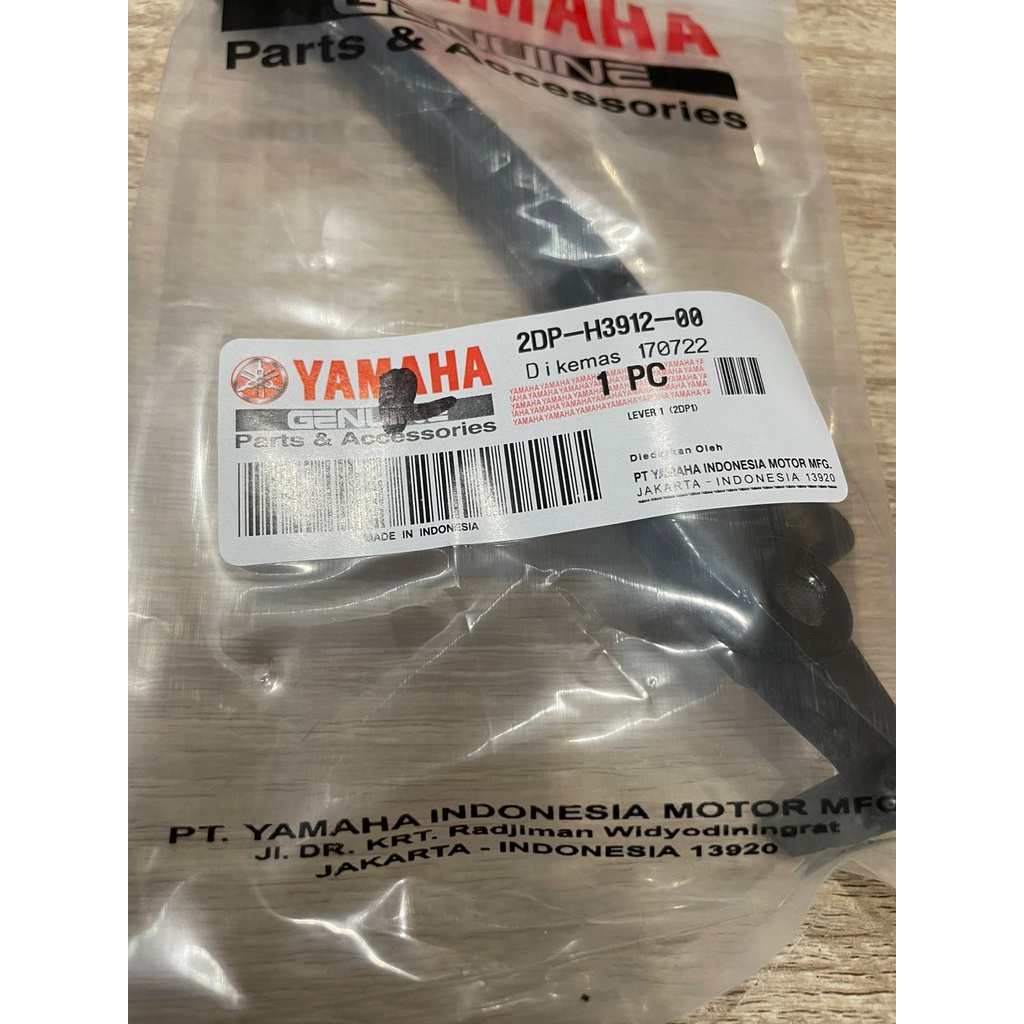 YAMAHA
GENUINE
Parts & Accessories
2DP-H3912-00
Dikemas 170722
YAMAHA
1 PC
GENUINE
Parts & Accessories
LEVER 1 (2DP1)
Diedarkan Oleh
PT YAMAHA INDONESIA MOTOR MFG.
JAKARTA - INDONESIA 13920
MADE IN INDONESIA
PT. YAMAHA INDONESIA MOTOR MFG
Jl. DR. KRT. Radjiman Widyodiningrat
JAKARTA - INDONESIA 13920